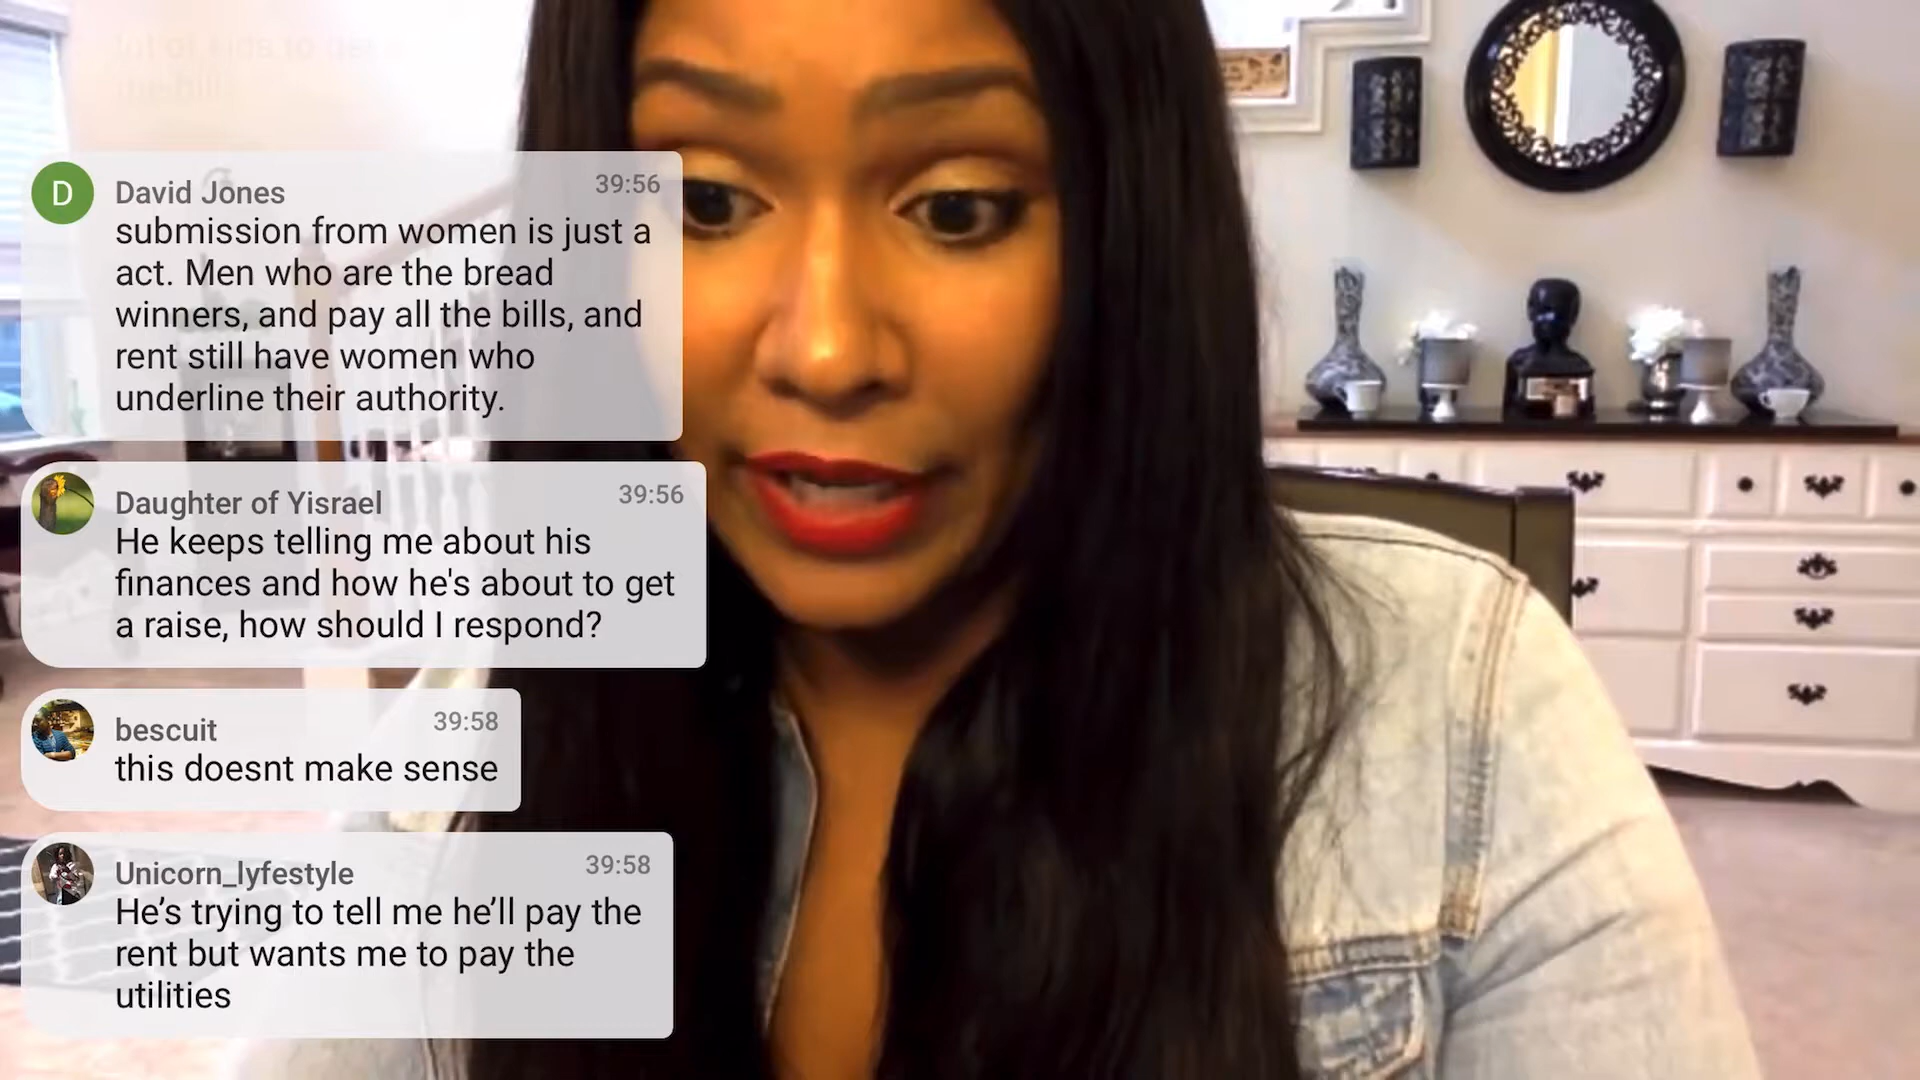 David Jones
39:56
submission from women is just a
act. Men who are the bread
winners, and pay all the bills, and
rent still have women who
underline their authority.
Daughter of Yisrael
39:56
He keeps telling me about his
finances and how he's about to get
a raise, how should I respond?
bescuit
39:58
this doesnt make sense
Unicorn_lyfestyle
39:58
He’s trying to tell me he’ll pay the
rent but wants me to pay the
utilities